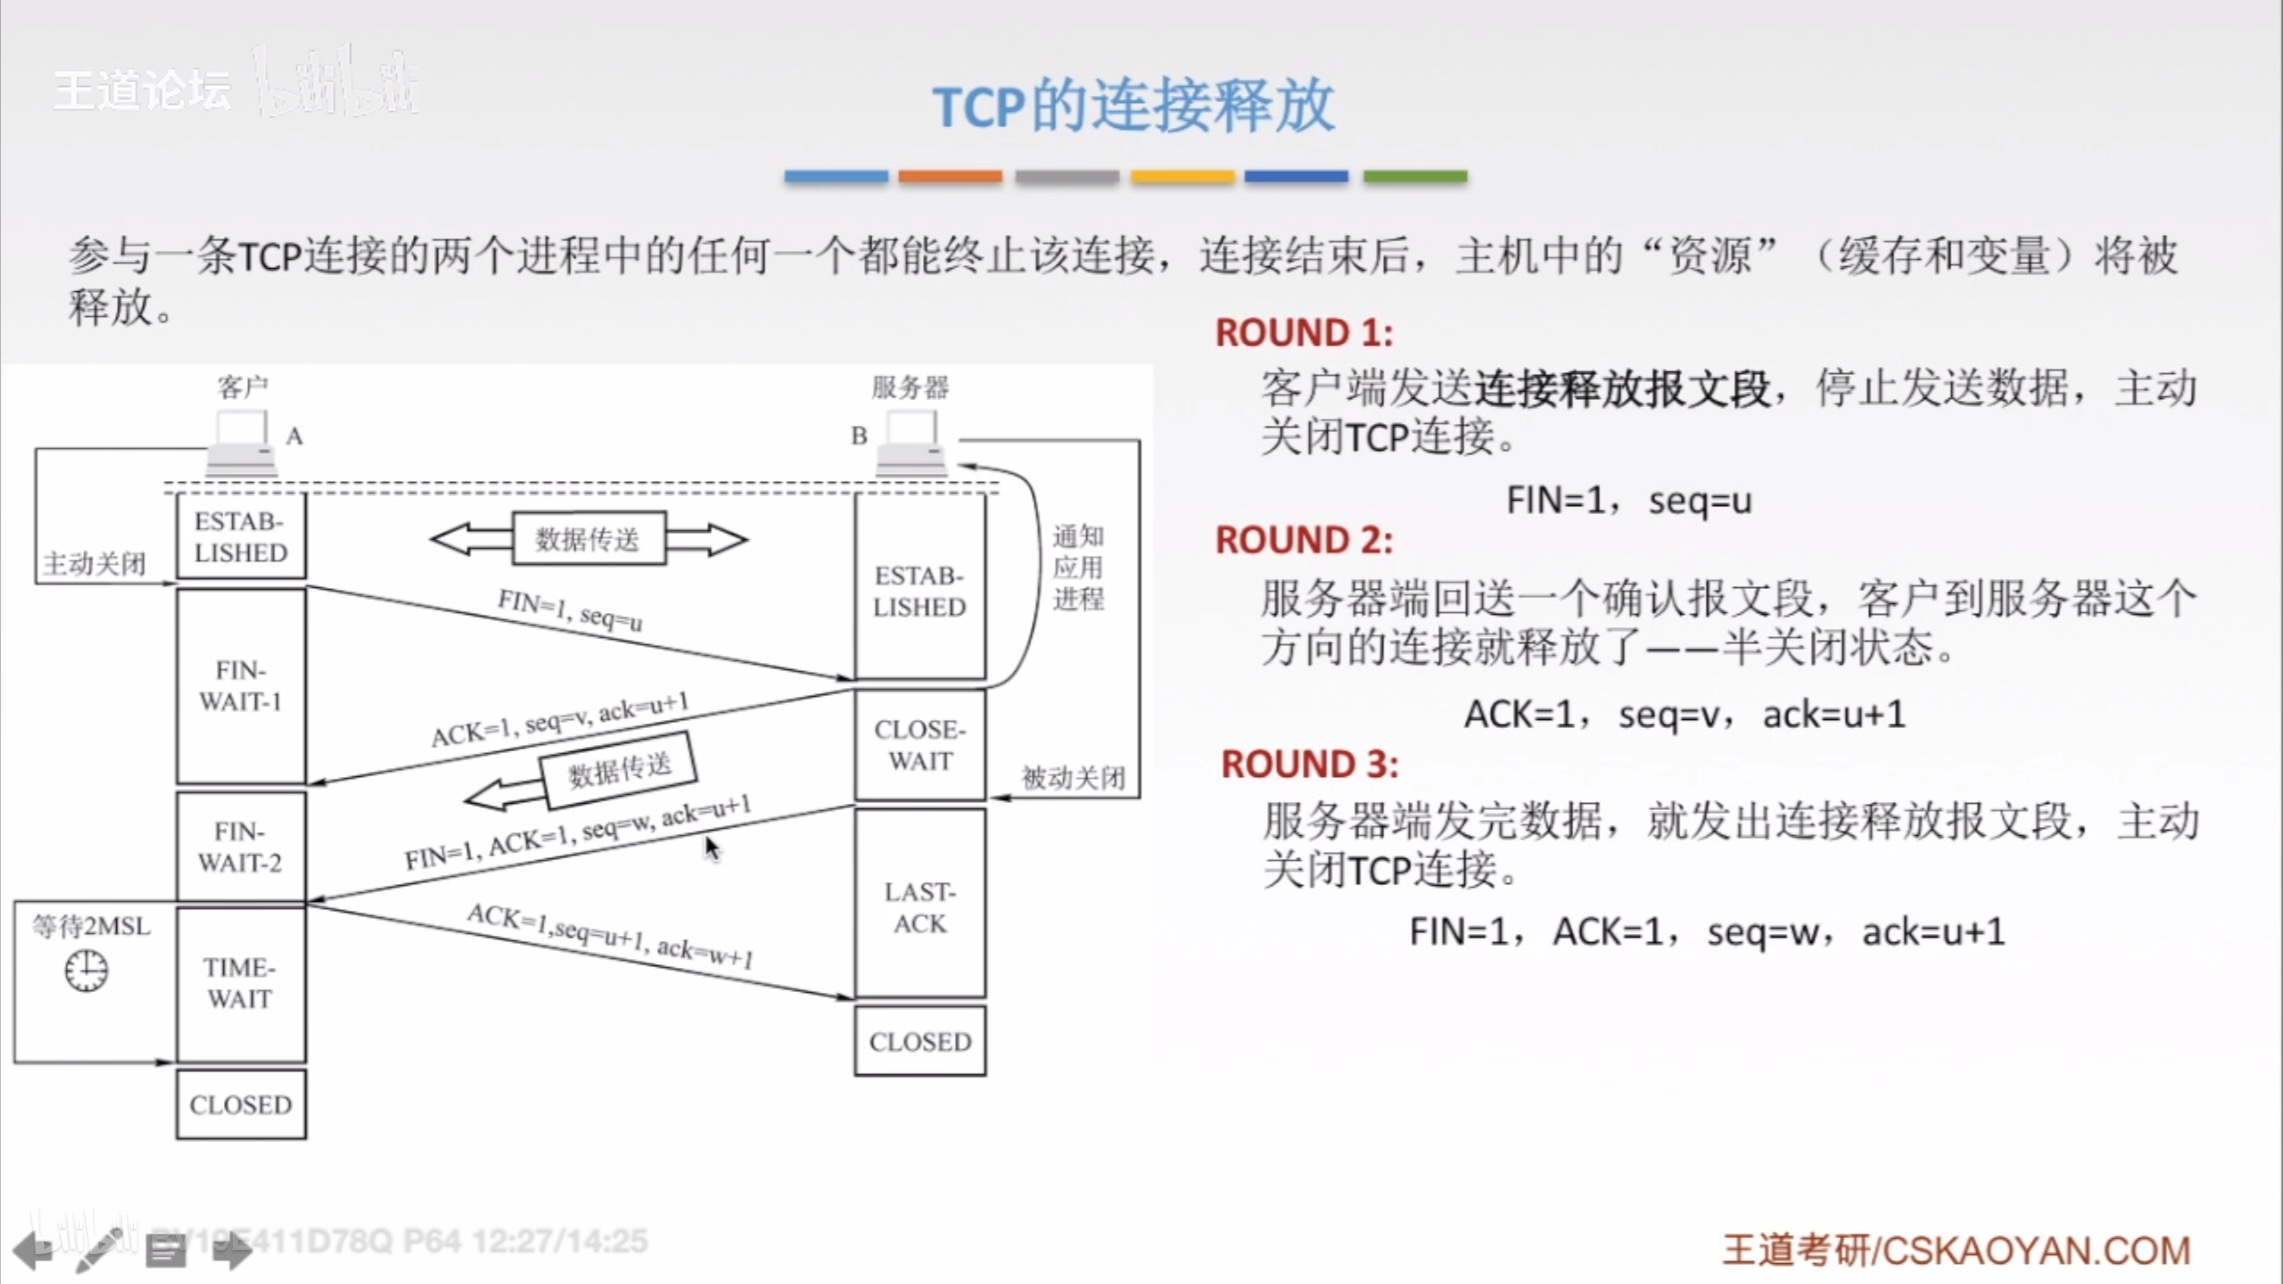 王道论坛 bilibili
TCP的连接释放
参与一条TCP连接的两个进程中的任何一个都能终止该连接，连接结束后，主机中的“资源”（缓存和变量）将被
释放。
客户
A
服务器
B
主动关闭
ESTAB-
LISHED
数据传送
ESTAB-
LISHED
通知
应用
进程
FIN=1, seq=u
FIN-
WAIT-1
ACK=1, seq=v, ack=u+1
CLOSE-
WAIT
数据传送
被动关闭
FIN-
WAIT-2
FIN=1, ACK=1, seq=w, ack=u+1
LAST-
ACK
等待2MSL
TIME-
WAIT
ACK=1,seq=u+1, ack=w+1
CLOSED
CLOSED
ROUND 1:
客户端发送连接释放报文段，停止发送数据，主动
关闭TCP连接。
FIN=1，seq=u
ROUND 2:
服务器端回送一个确认报文段，客户到服务器这个
方向的连接就释放了——半关闭状态。
ACK=1，seq=v，ack=u+1
ROUND 3:
服务器端发完数据，就发出连接释放报文段，主动
关闭TCP连接。
FIN=1，ACK=1，seq=w，ack=u+1
bilibili BV19E411D78Q P64 12:27/14:25
王道考研/CSKAOYAN.COM